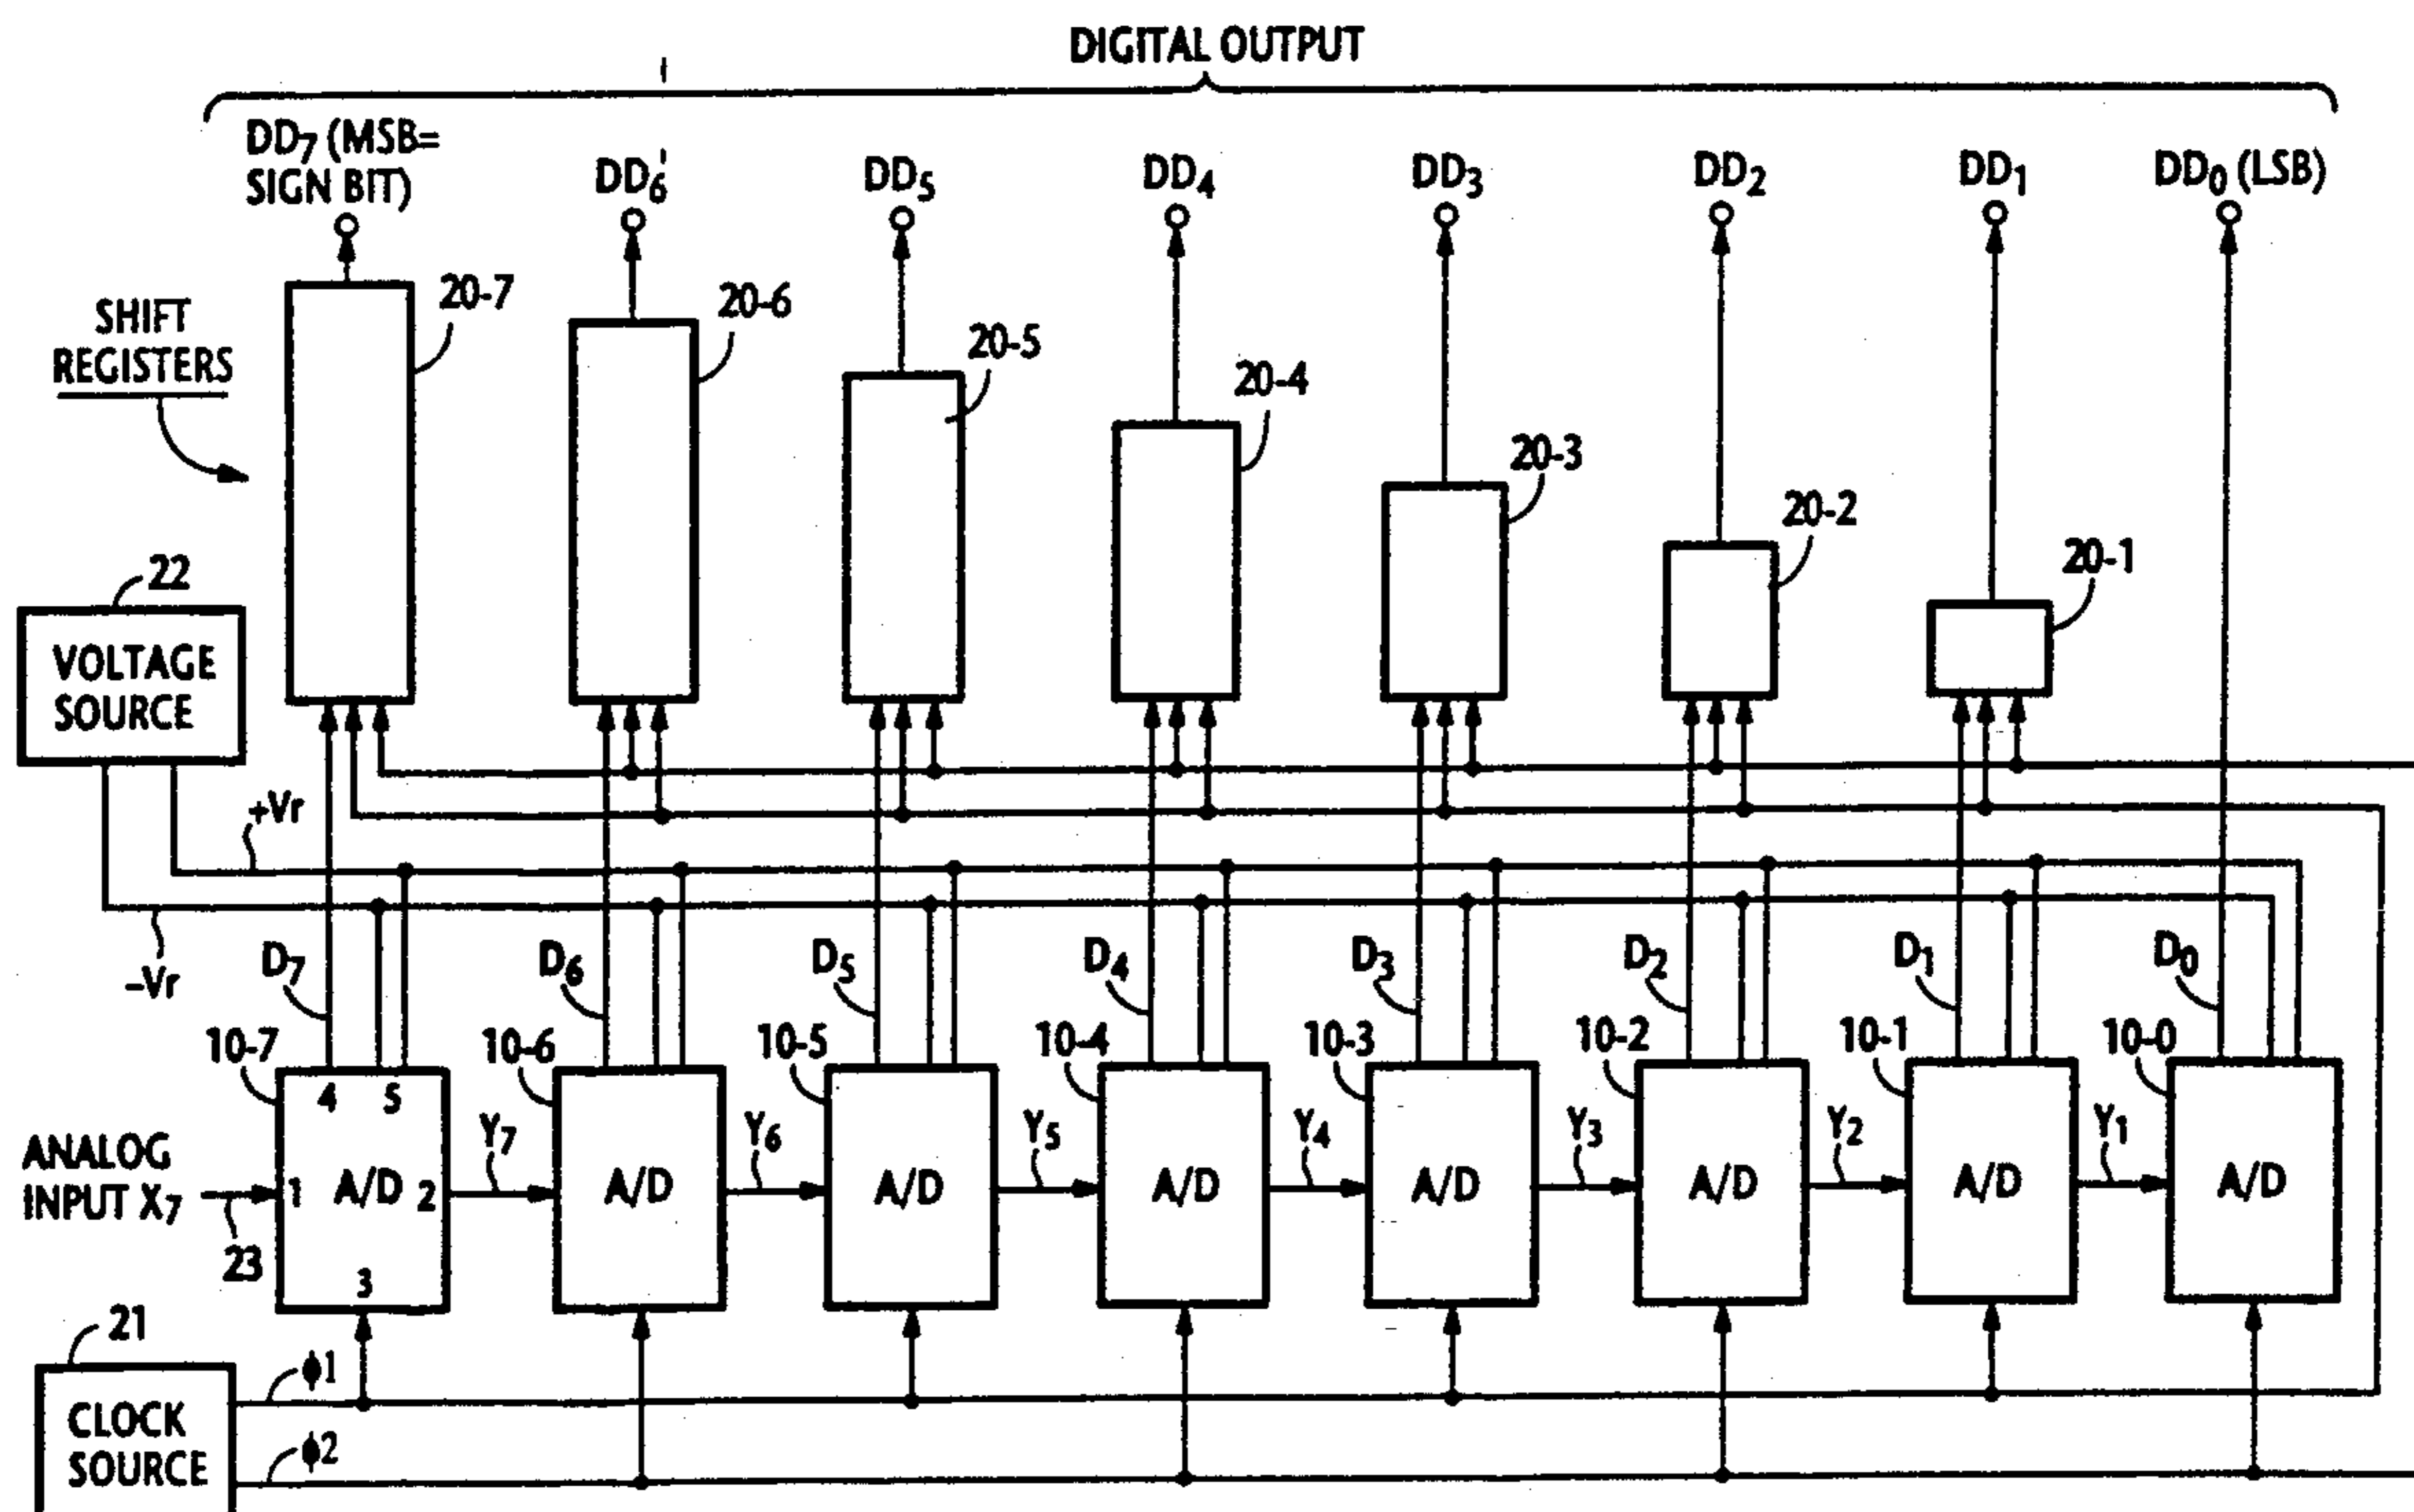 DIGITAL OUTPUT
DD7 (MSB=
SIGN BIT)
DD6'
DD5
DD4
DD3
DD2
DD1
DD0 (LSB)
SHIFT
REGISTERS
20-7
20-6
20-5
20-4
20-3
20-2
20-1
22
VOLTAGE
SOURCE
+Vr
-Vr
D7
D6
D5
D4
D3
D2
D1
D0
10-7
10-6
10-5
10-4
10-3
10-2
10-1
10-0
4 5
ANALOG
INPUT X7
23
1 A/D 2
3
Y7
A/D
Y6
A/D
Y5
A/D
Y4
A/D
Y3
A/D
Y2
A/D
Y1
A/D
21
CLOCK
SOURCE
ϕ1
ϕ2